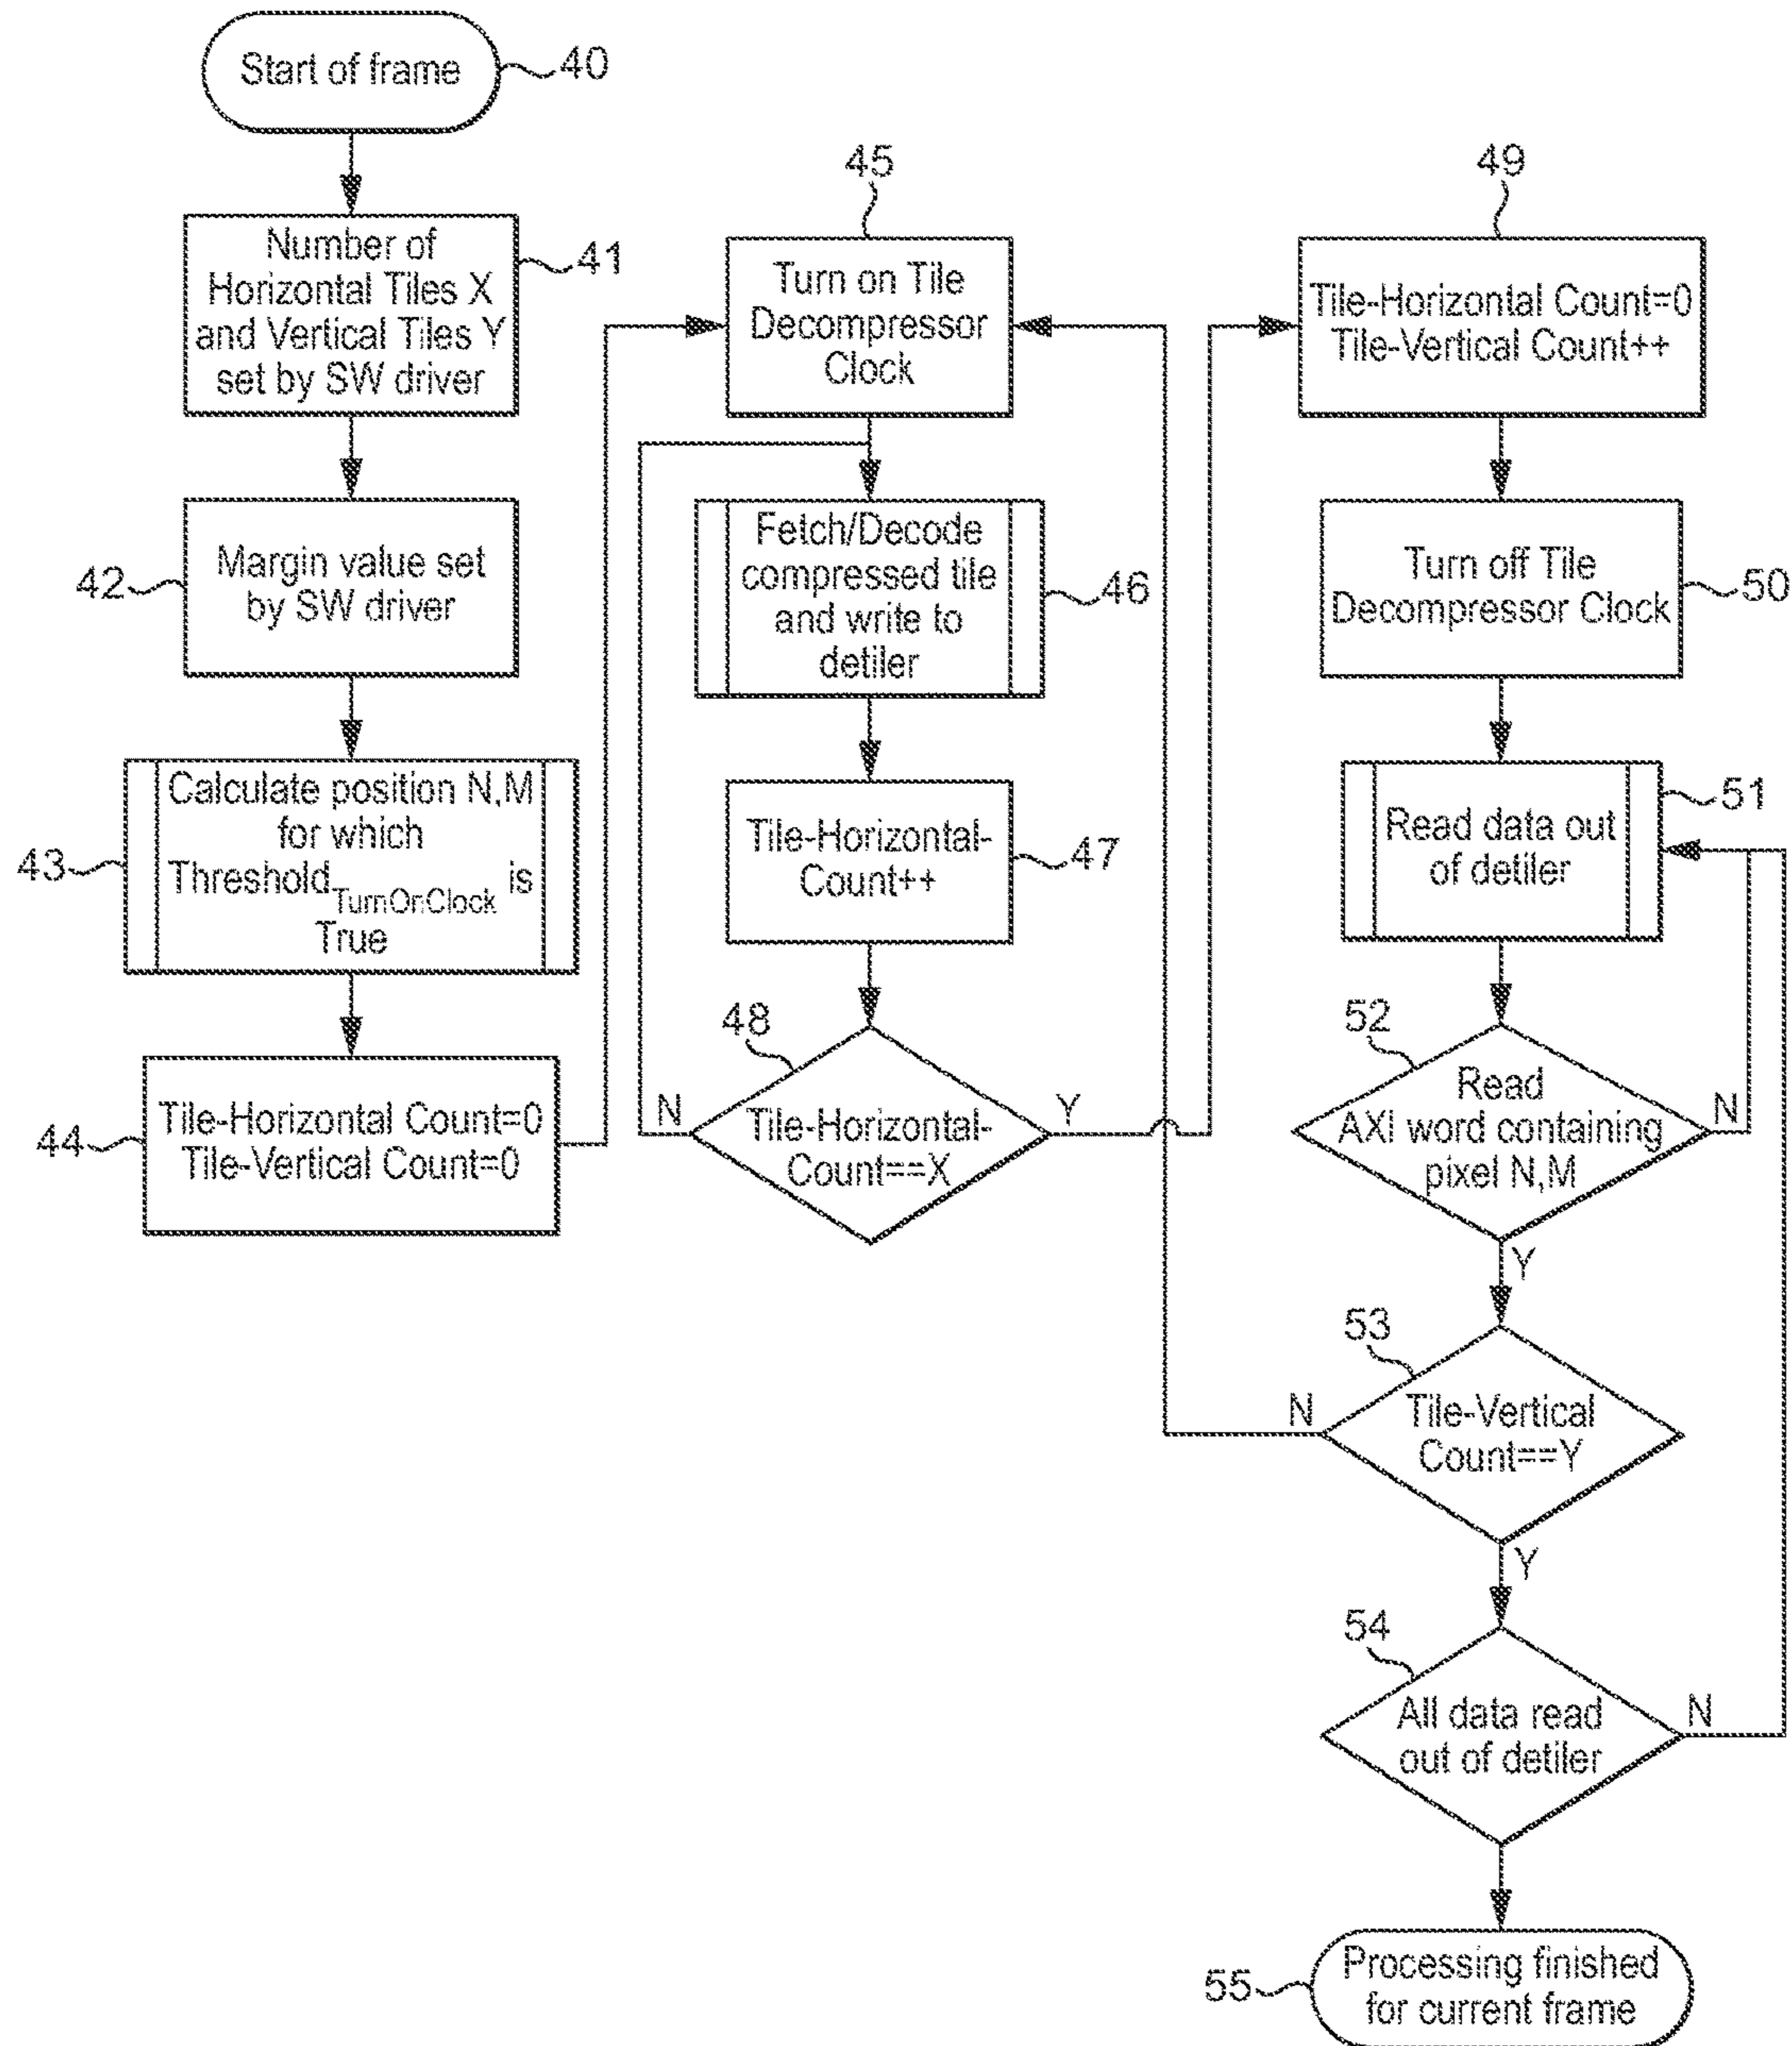 Start of frame
40
Number of
Horizontal Tiles X
and Vertical Tiles Y
set by SW driver
41
Margin value set
by SW driver
42
Calculate position N,M
for which
Threshold TurnOnClock is
True
43
Tile-Horizontal Count=0
Tile-Vertical Count=0
44
45
Turn on Tile
Decompressor
Clock
Fetch/Decode
compressed tile
and write to
detiler
46
Tile-Horizontal-
Count++
47
48
Tile-Horizontal-
Count==X
N
Y
49
Tile-Horizontal Count=0
Tile-Vertical Count++
Turn off Tile
Decompressor Clock
50
Read data out
of detiler
51
52
Read
AXI word containing
pixel N,M
N
Y
53
Tile-Vertical
Count==Y
N
Y
54
All data read
out of detiler
N
Processing finished
for current frame
55